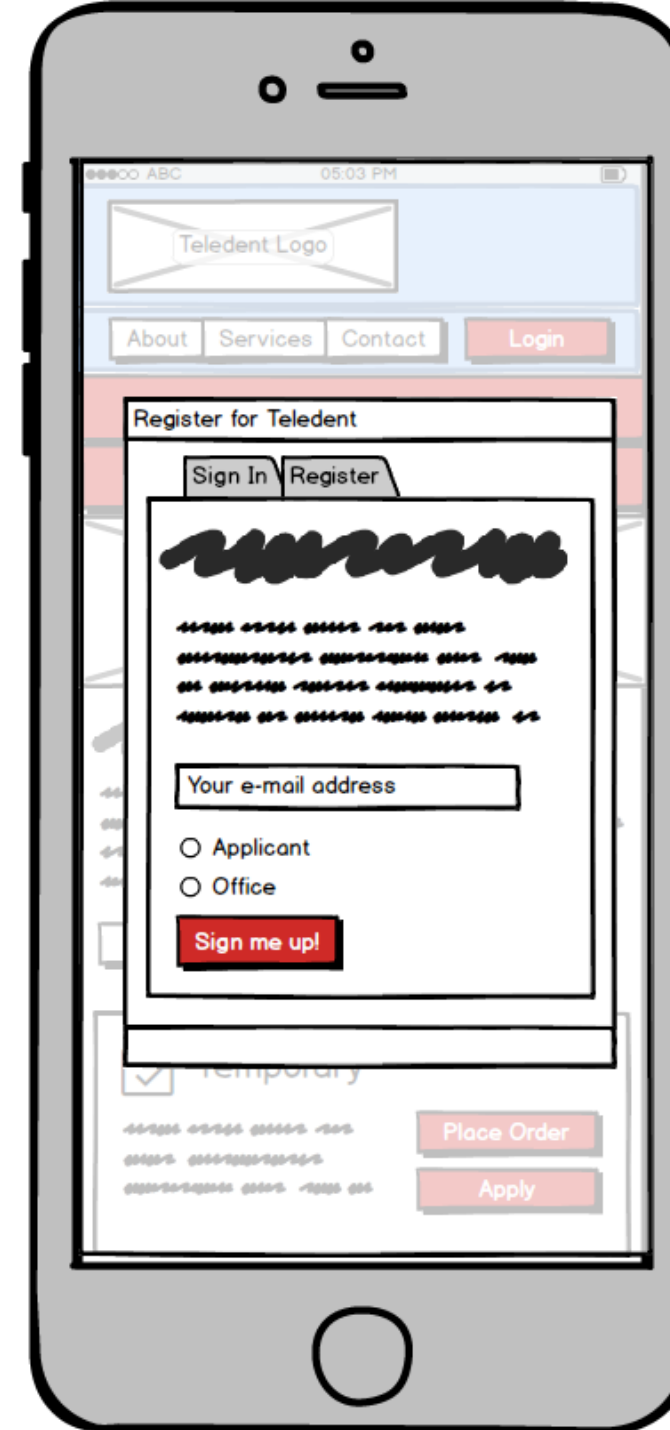 ABC 05:03 PM
Teledent Logo
About Services Contact Login
Register for Teledent
Sign In Register
Your e-mail address
Applicant
Office
Sign me up!
Temporary
Place Order
Apply